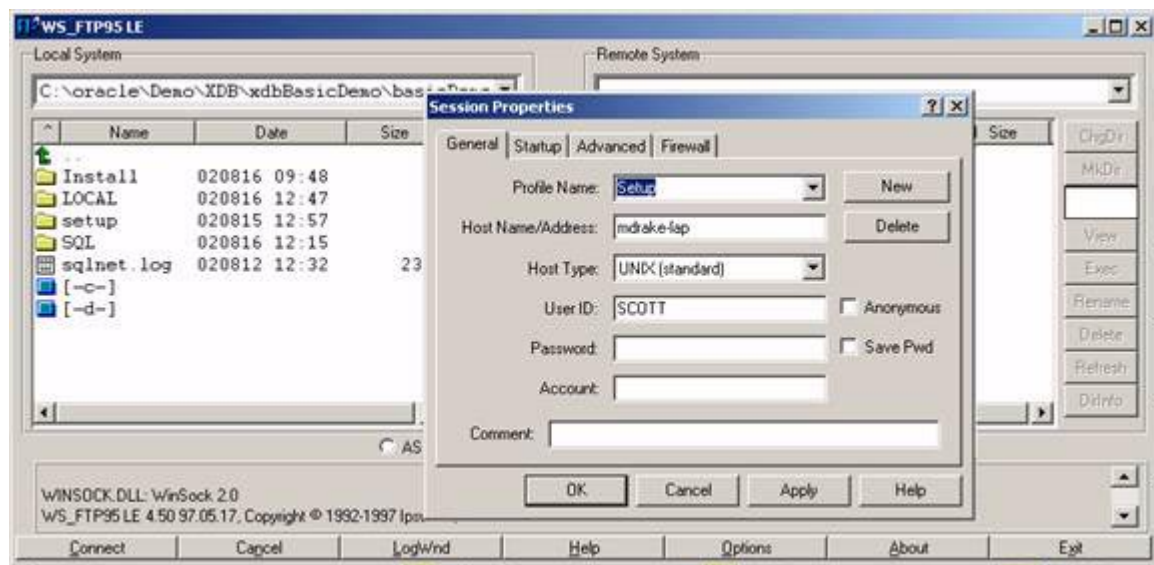 WS_FTP95 LE
Local System
Remote System
C:\oracle\Demo\XDB\xdbBasicDemo\
Session Properties
General Startup Advanced Firewall
Profile Name: Setup New
Host Name/Address: mdrake-lap Delete
Host Type: UNIX (standard)
User ID: SCOTT Anonymous
Password: Save Pwd
Account:
Comment:
OK Cancel Apply Help
^ Name Date Size
..
Install 020816 09:48
LOCAL 020816 12:47
setup 020815 12:57
SQL 020816 12:15
sqlnet.log 020812 12:32 23
[-c-]
[-d-]
Size
ChgDir
MkDir
View
Exec
Rename
Delete
Refresh
DirInfo
AS
WINSOCK.DLL: WinSock 2.0
WS_FTP95 LE 4.50 97.05.17, Copyright © 1992-1997
Connect Cancel LogWnd Help Options About Exit